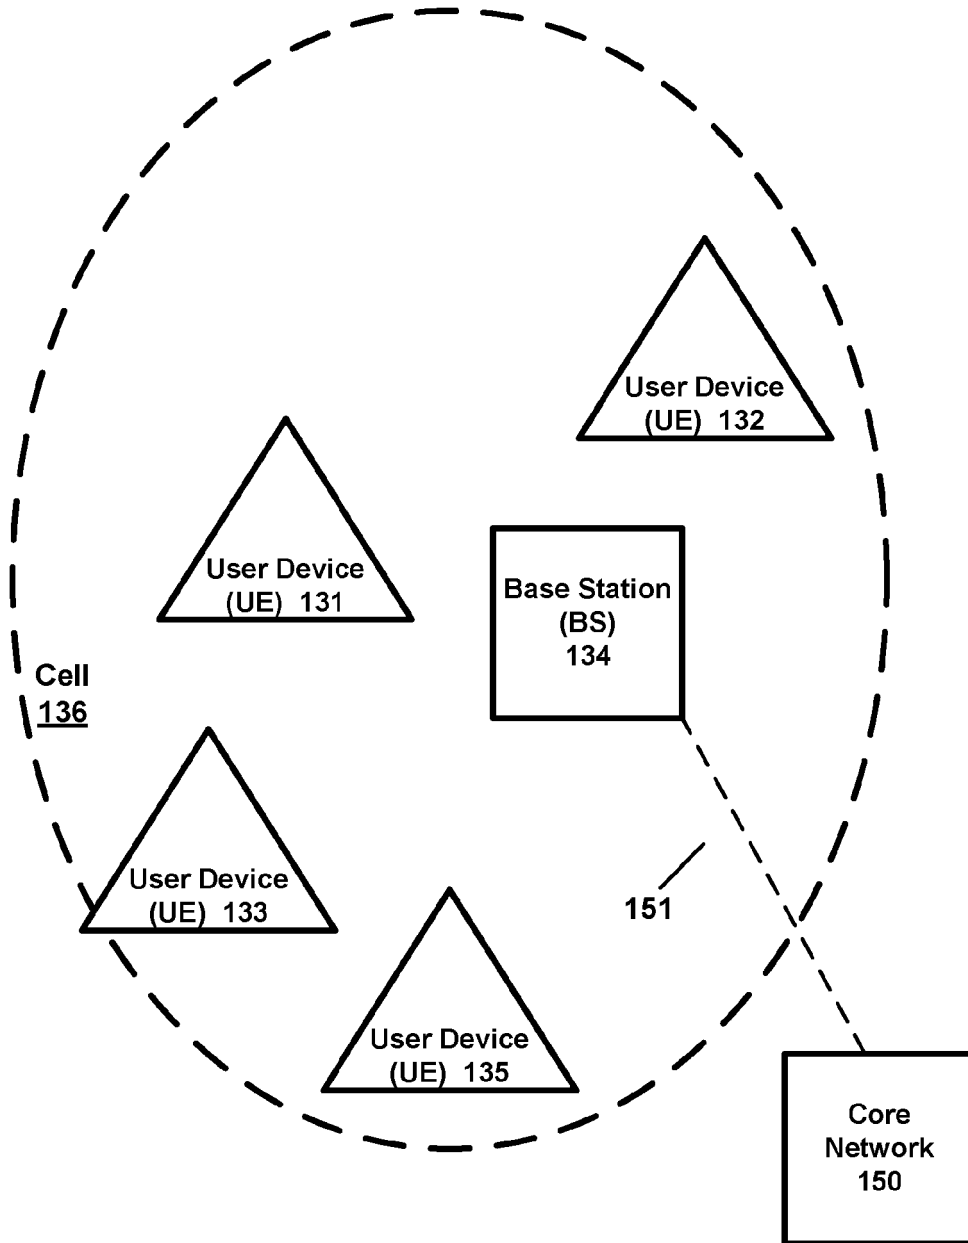 User Device
(UE) 132
User Device
(UE) 131
Base Station
(BS)
134
Cell
136
User Device
(UE) 133
151
User Device
(UE) 135
Core
Network
150